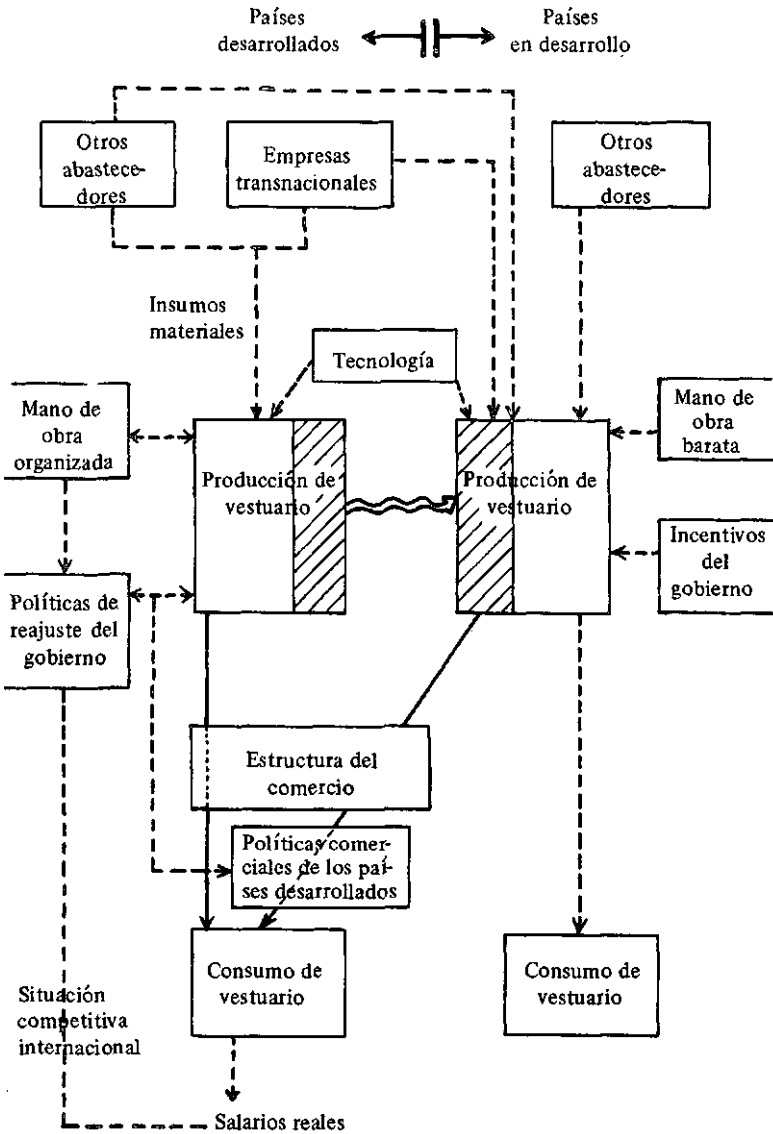 Países
desarrollados
Países
en desarrollo
Otros
abastece-
dores
Empresas
transnacionales
Otros
abastece-
dores
Insumos
materiales
Tecnología
Mano de
obra
organizada
Producción de
vestuario
Producción de
vestuario
Mano de
obra
barata
Políticas de
reajuste del
gobierno
Incentivos
del
gobierno
Estructura del
comercio
Políticas comer-
ciales de los paí-
ses desarrollados
Consumo de
vestuario
Consumo de
vestuario
Situación
competitiva
internacional
Salarios reales